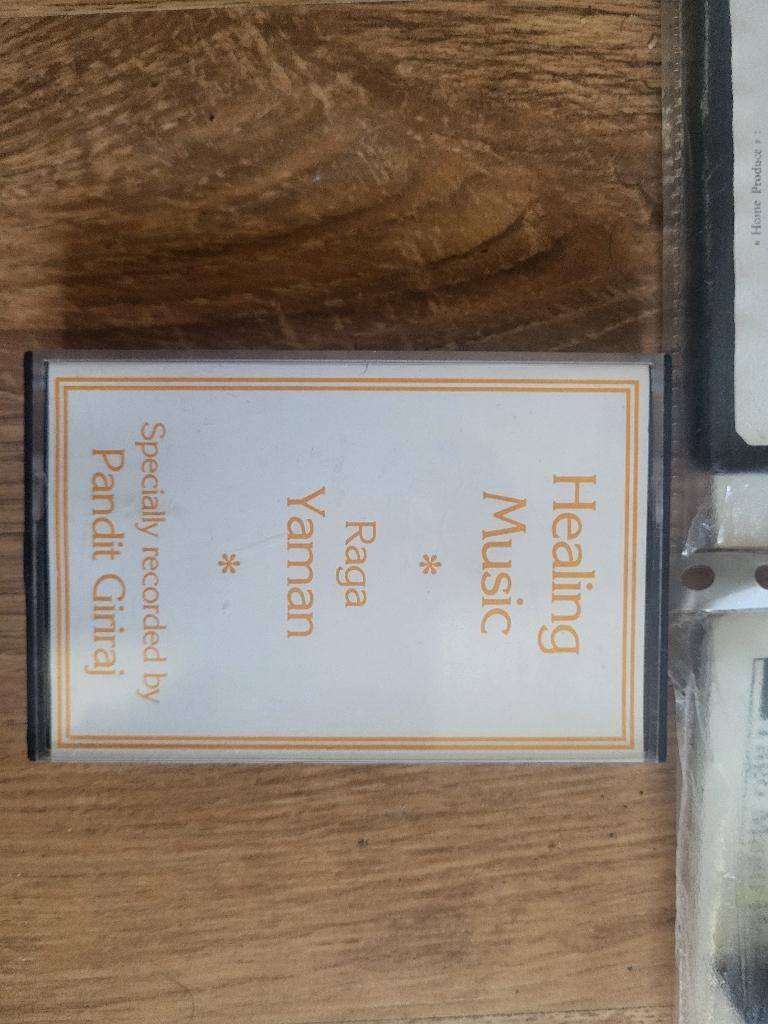 Healing
Music
*
Raga
Yaman
*
Specially recorded by
Pandit Giriraj
* Home Produce * :